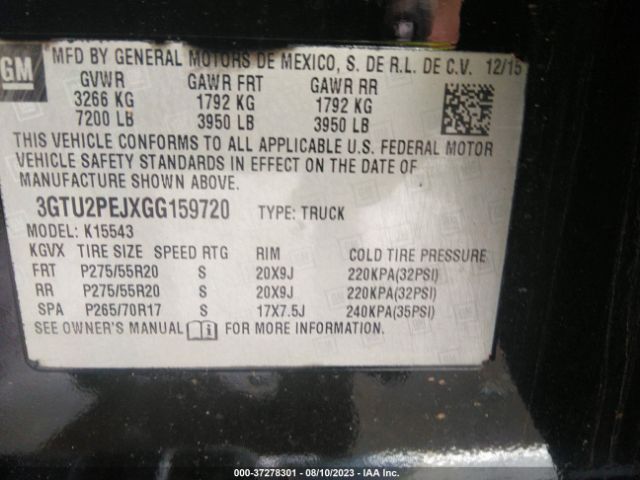 GM
MFD BY GENERAL MOTORS DE MEXICO, S. DE R.L. DE C.V. 12/15
GVWR GAWR FRT GAWR RR
3266 KG 1792 KG 1792 KG
7200 LB 3950 LB 3950 LB
THIS VEHICLE CONFORMS TO ALL APPLICABLE U.S. FEDERAL MOTOR
VEHICLE SAFETY STANDARDS IN EFFECT ON THE DATE OF
MANUFACTURE SHOWN ABOVE.
3GTU2PEJXGG159720 TYPE: TRUCK
MODEL: K15543
KGVX TIRE SIZE SPEED RTG RIM COLD TIRE PRESSURE
FRT P275/55R20 S 20X9J 220KPA(32PSI)
RR P275/55R20 S 20X9J 220KPA(32PSI)
SPA P265/70R17 S 17X7.5J 240KPA(35PSI)
SEE OWNER'S MANUAL FOR MORE INFORMATION.
000-37278301 - 08/10/2023 - IAA Inc.